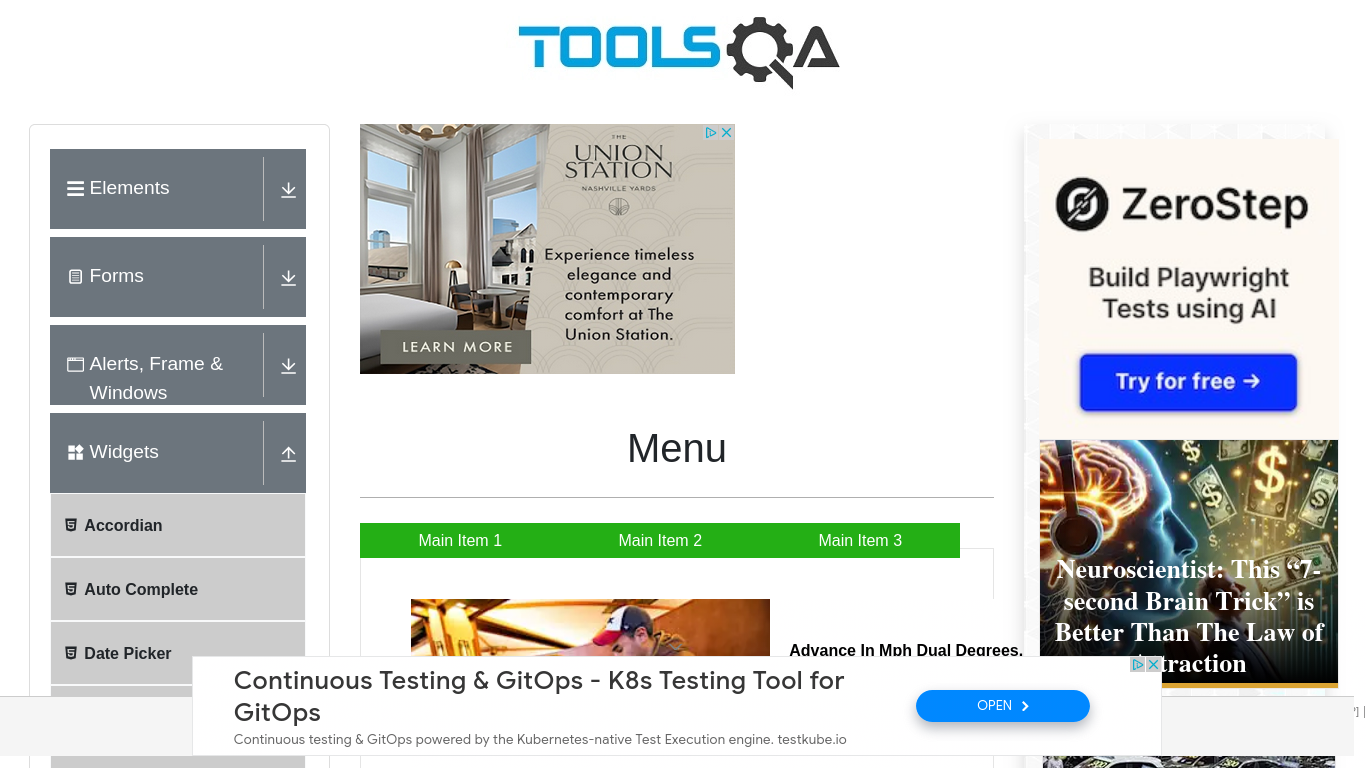 TOOLSQA
Elements
Forms
Alerts, Frame &
Windows
Widgets
Accordian
Auto Complete
Date Picker
THE
UNION
STATION
NASHVILLE YARDS
Experience timeless
elegance and
contemporary
comfort at The
Union Station.
LEARN MORE
Menu
Main Item 1
Main Item 2
Main Item 3
Advance In Mph Dual Degrees.
ZeroStep
Build Playwright
Tests using AI
Try for free →
Neuroscientist: This “7-
second Brain Trick” is
Better Than The Law of
Continuous Testing & GitOps - K8s Testing Tool for
GitOps
Continuous testing & GitOps powered by the Kubernetes-native Test Execution engine. testkube.io
OPEN